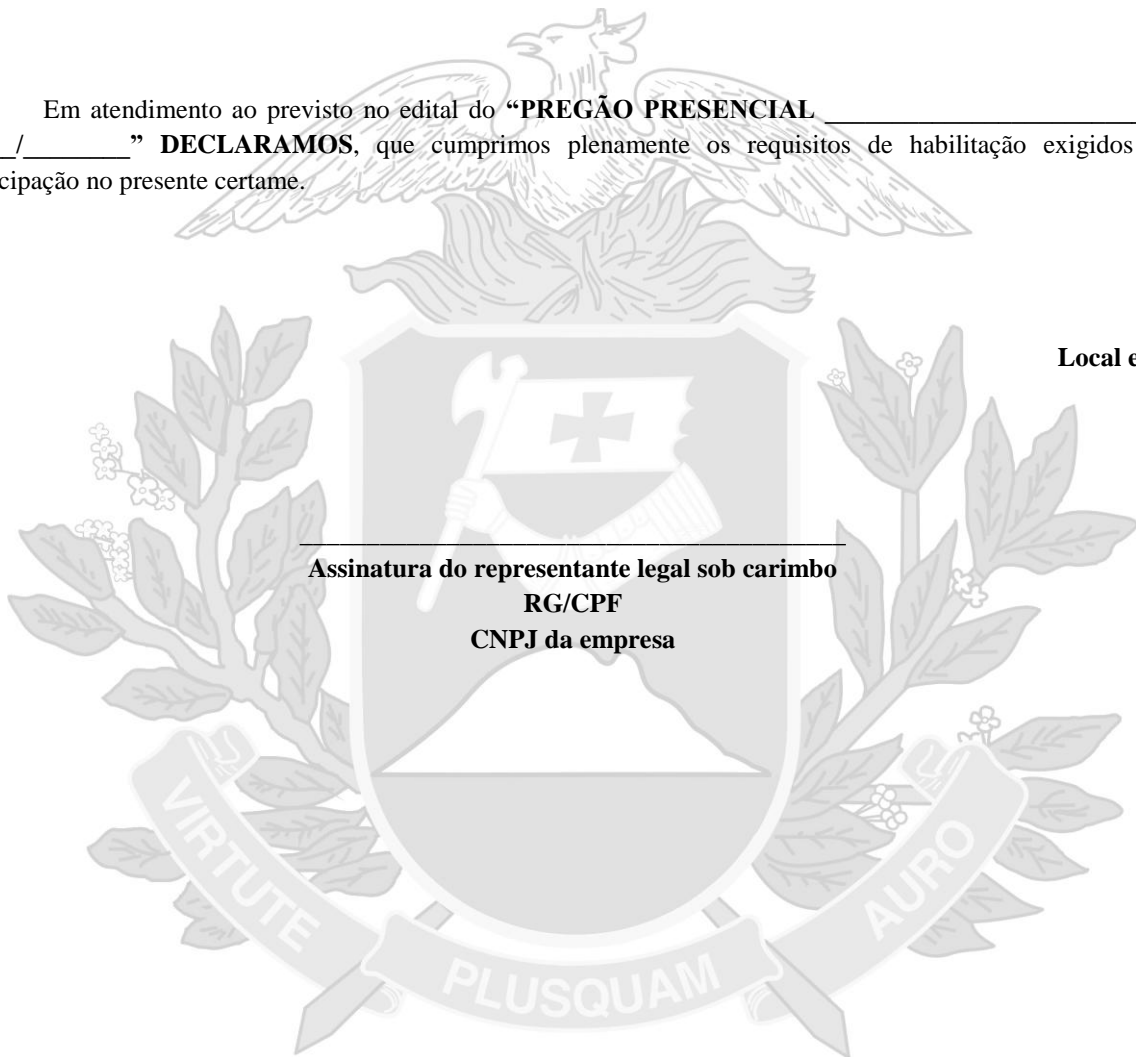 Em atendimento ao previsto no edital do “PREGÃO PRESENCIAL _______________________
_/________” DECLARAMOS, que cumprimos plenamente os requisitos de habilitação exigidos
cipação no presente certame.
Local e
_________________________________________
Assinatura do representante legal sob carimbo
RG/CPF
CNPJ da empresa
VIRTUTE PLUSQUAM AURO